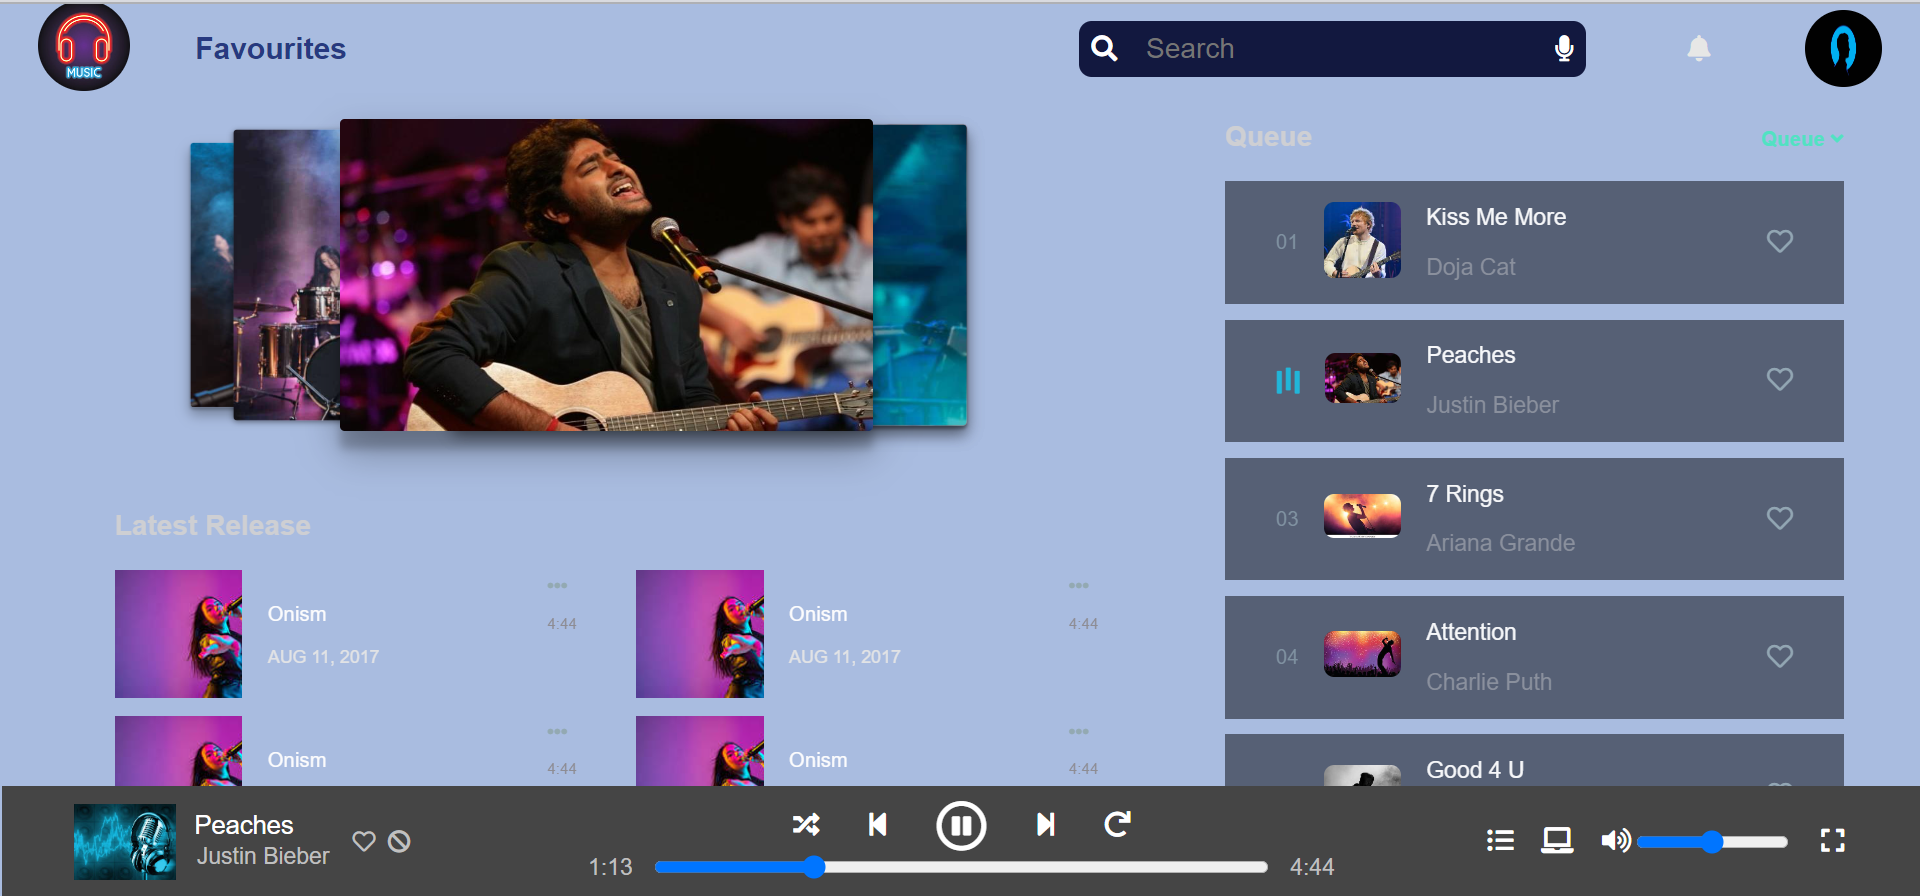 MUSIC
Favourites
Search
Queue
Queue
01
Kiss Me More
Doja Cat
Peaches
Justin Bieber
03
7 Rings
Ariana Grande
04
Attention
Charlie Puth
Good 4 U
Latest Release
Onism
4:44
AUG 11, 2017
Onism
4:44
AUG 11, 2017
Onism
4:44
Onism
4:44
Peaches
Justin Bieber
1:13
4:44